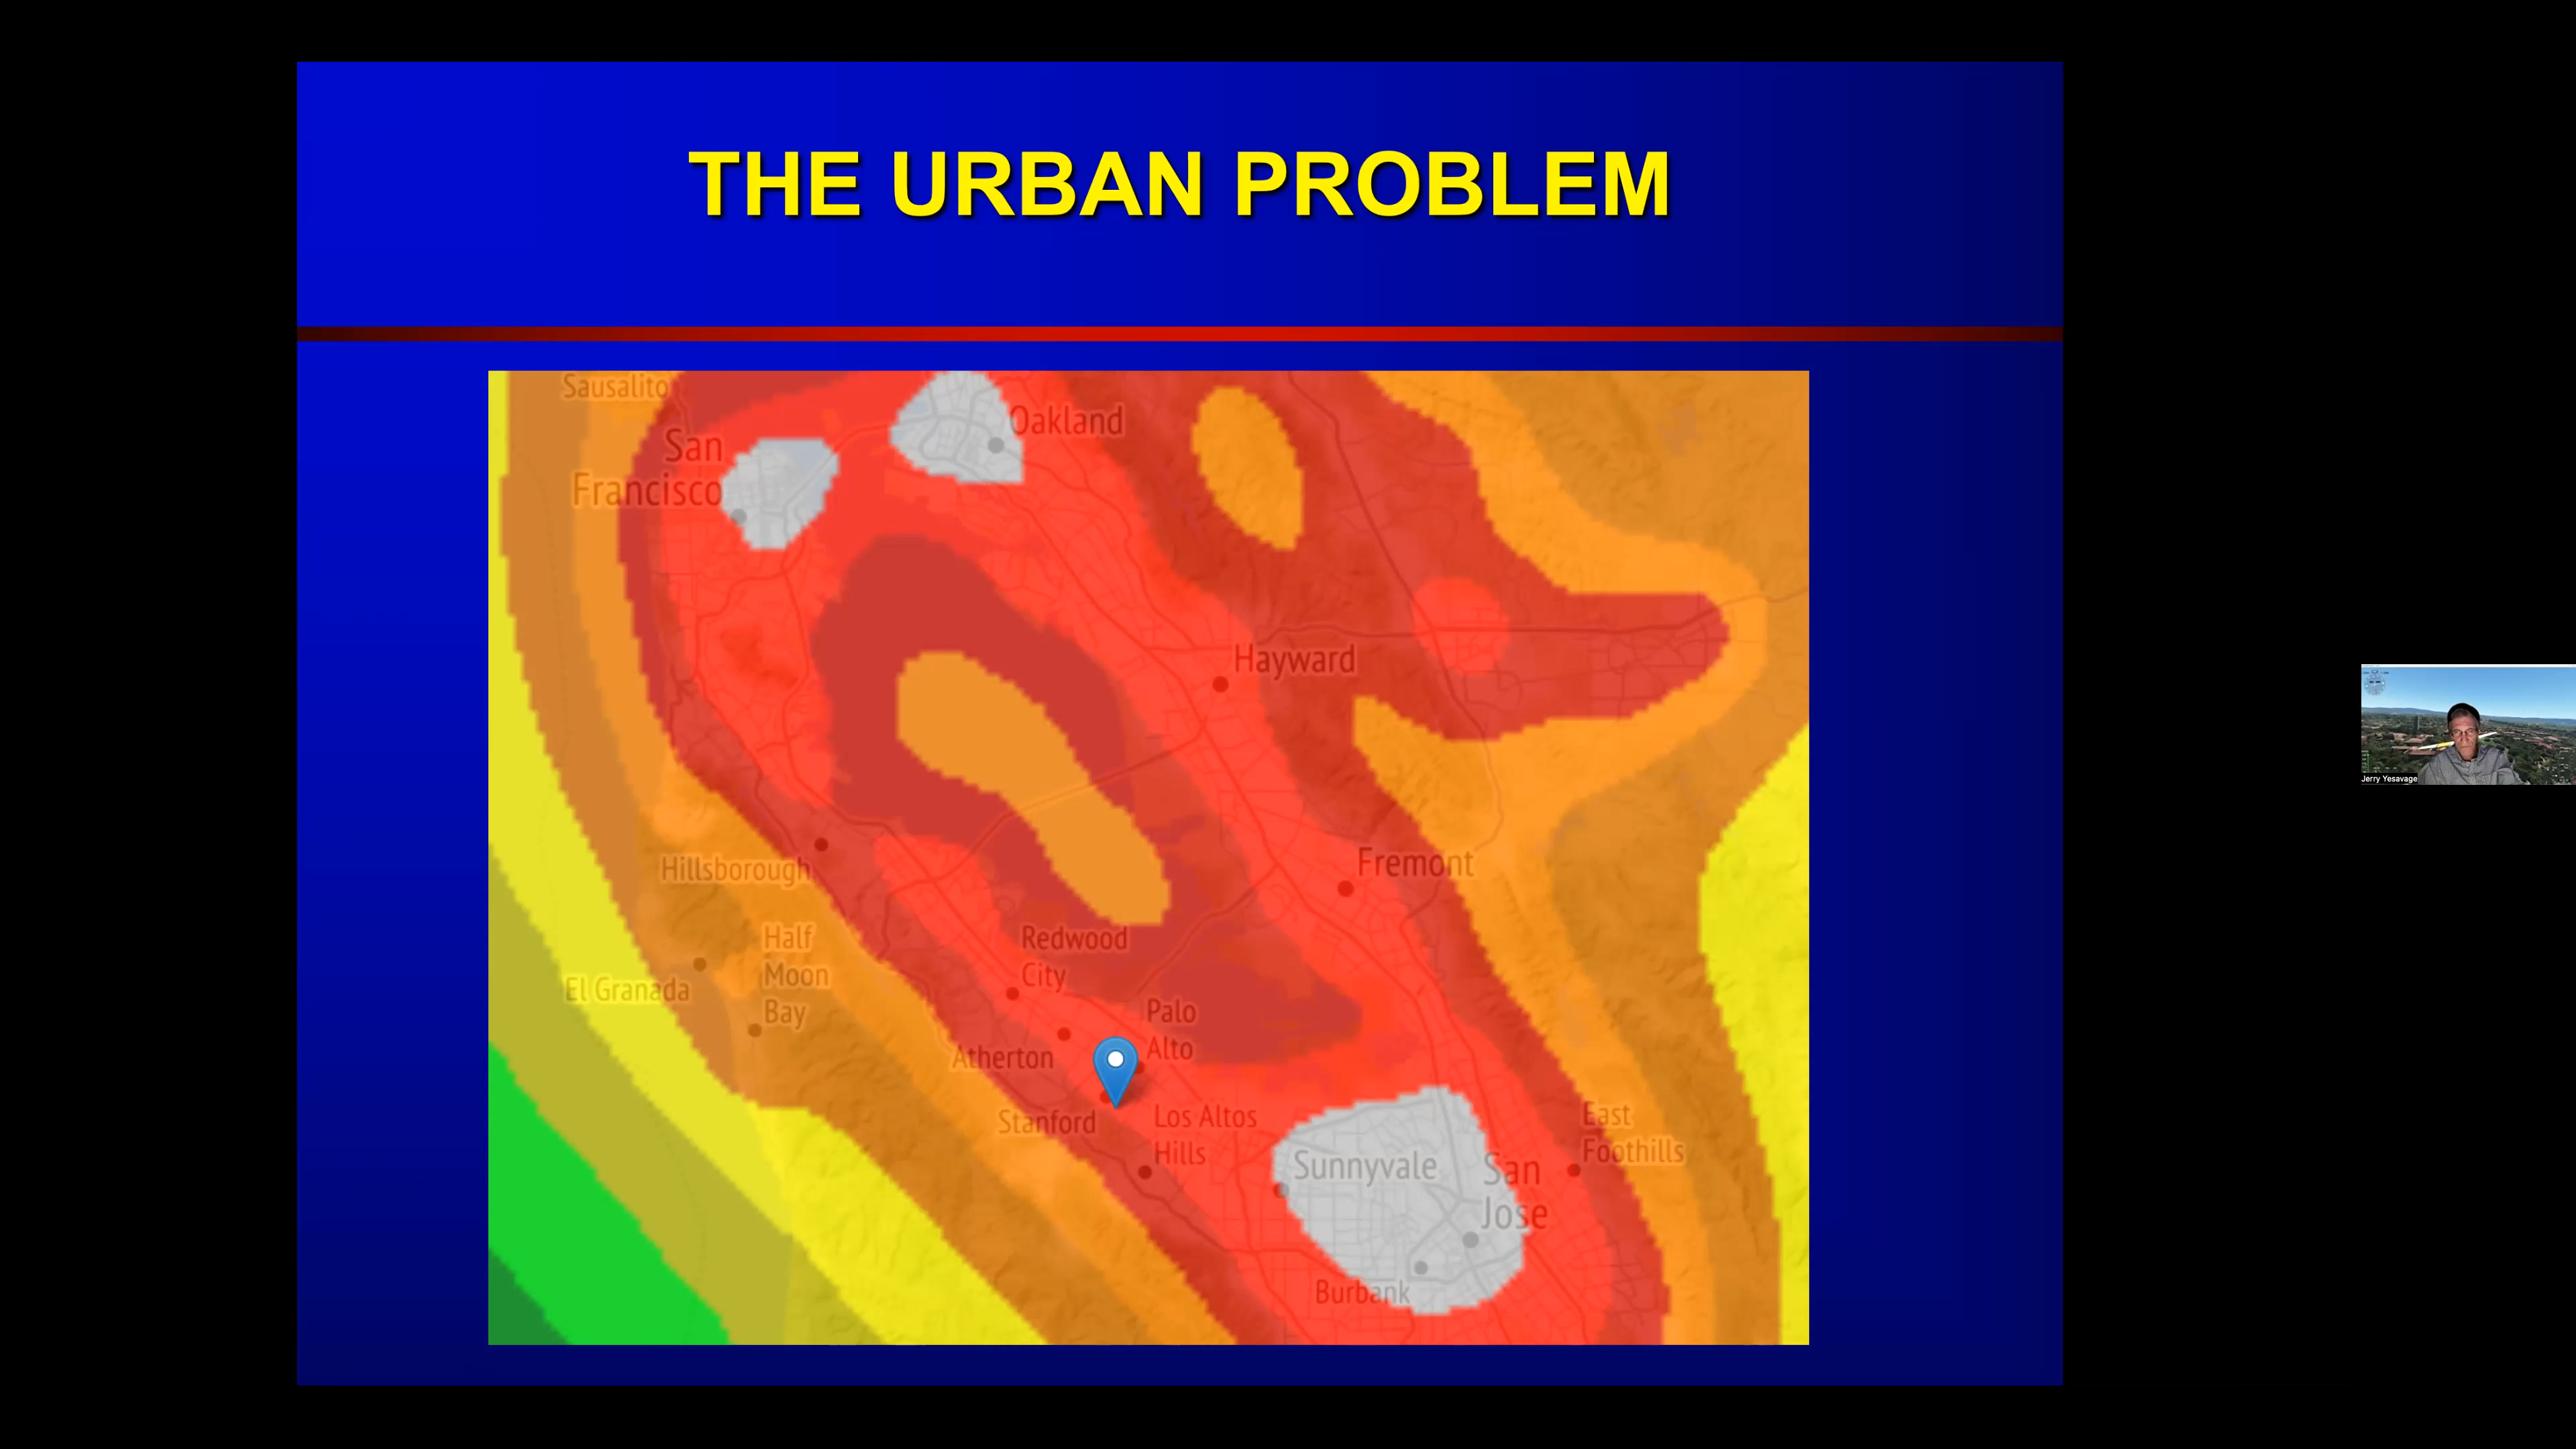 THE URBAN PROBLEM
Sausalito
Oakland
San
Francisco
Hayward
Hillsborough
Fremont
Half
Moon
Bay
El Granada
Redwood
City
Palo
Alto
Atherton
Stanford
Los Altos
Hills
Sunnyvale
San
Jose
East
Foothills
Burbank
Jerry Yesavage